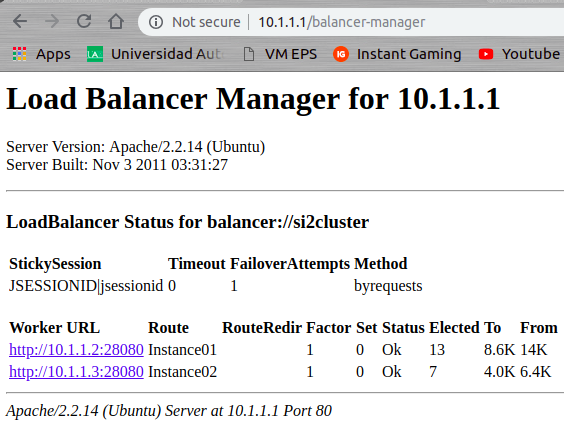 Not secure | 10.1.1.1/balancer-manager
Apps Universidad Aut VM EPS IG Instant Gaming Youtube
Load Balancer Manager for 10.1.1.1
Server Version: Apache/2.2.14 (Ubuntu)
Server Built: Nov 3 2011 03:31:27
LoadBalancer Status for balancer://si2cluster
StickySession Timeout FailoverAttempts Method
JSESSIONID|jsessionid 0 1 byrequests
Worker URL Route RouteRedir Factor Set Status Elected To From
http://10.1.1.2:28080 Instance01 1 0 Ok 13 8.6K 14K
http://10.1.1.3:28080 Instance02 1 0 Ok 7 4.0K 6.4K
Apache/2.2.14 (Ubuntu) Server at 10.1.1.1 Port 80